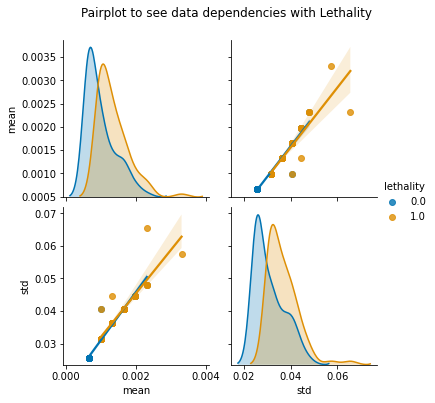 Pairplot to see data dependencies with Lethality
0.0035
0.0030
0.0025
0.0020
0.0015
0.0010
0.0005
mean
lethality
0.0
1.0
0.07
0.06
0.05
0.04
0.03
std
0.000 0.002 0.004
mean
0.02 0.04 0.06
std